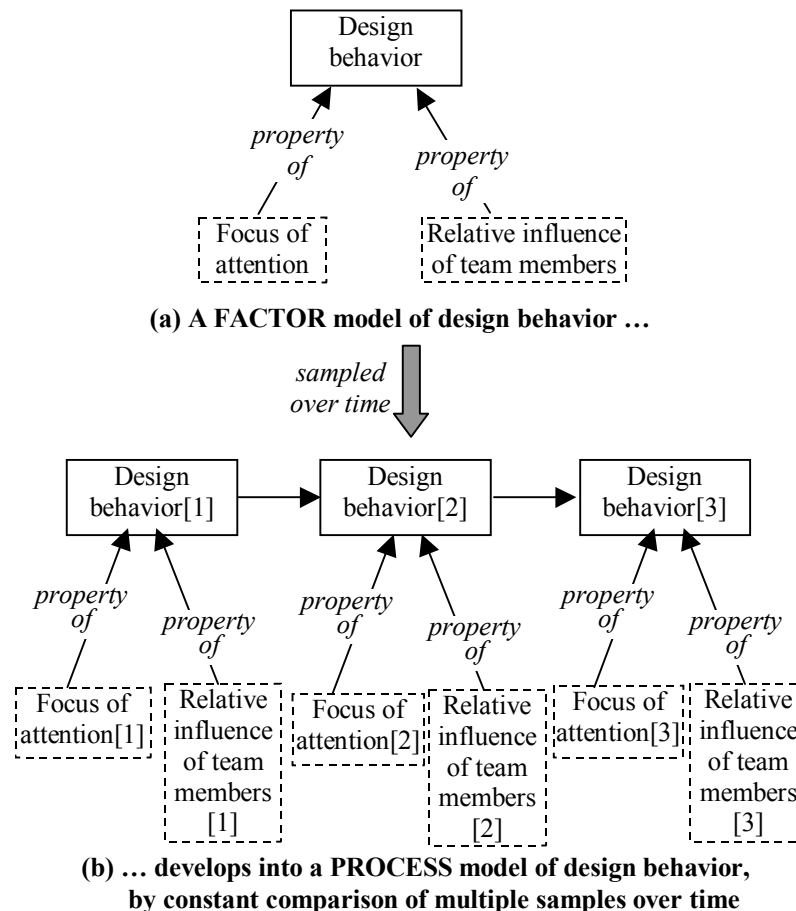 Design
behavior
property
of
property
of
Focus of
attention
Relative influence
of team members
(a) A FACTOR model of design behavior …
sampled
over time
Design
behavior[1]
Design
behavior[2]
Design
behavior[3]
property
of
property
of
property
of
property
of
property
of
property
of
Focus of
attention[1]
Relative
influence
of team
members
[1]
Focus of
attention[2]
Relative
influence
of team
members
[2]
Focus of
attention[3]
Relative
influence
of team
members
[3]
(b) … develops into a PROCESS model of design behavior,
by constant comparison of multiple samples over time